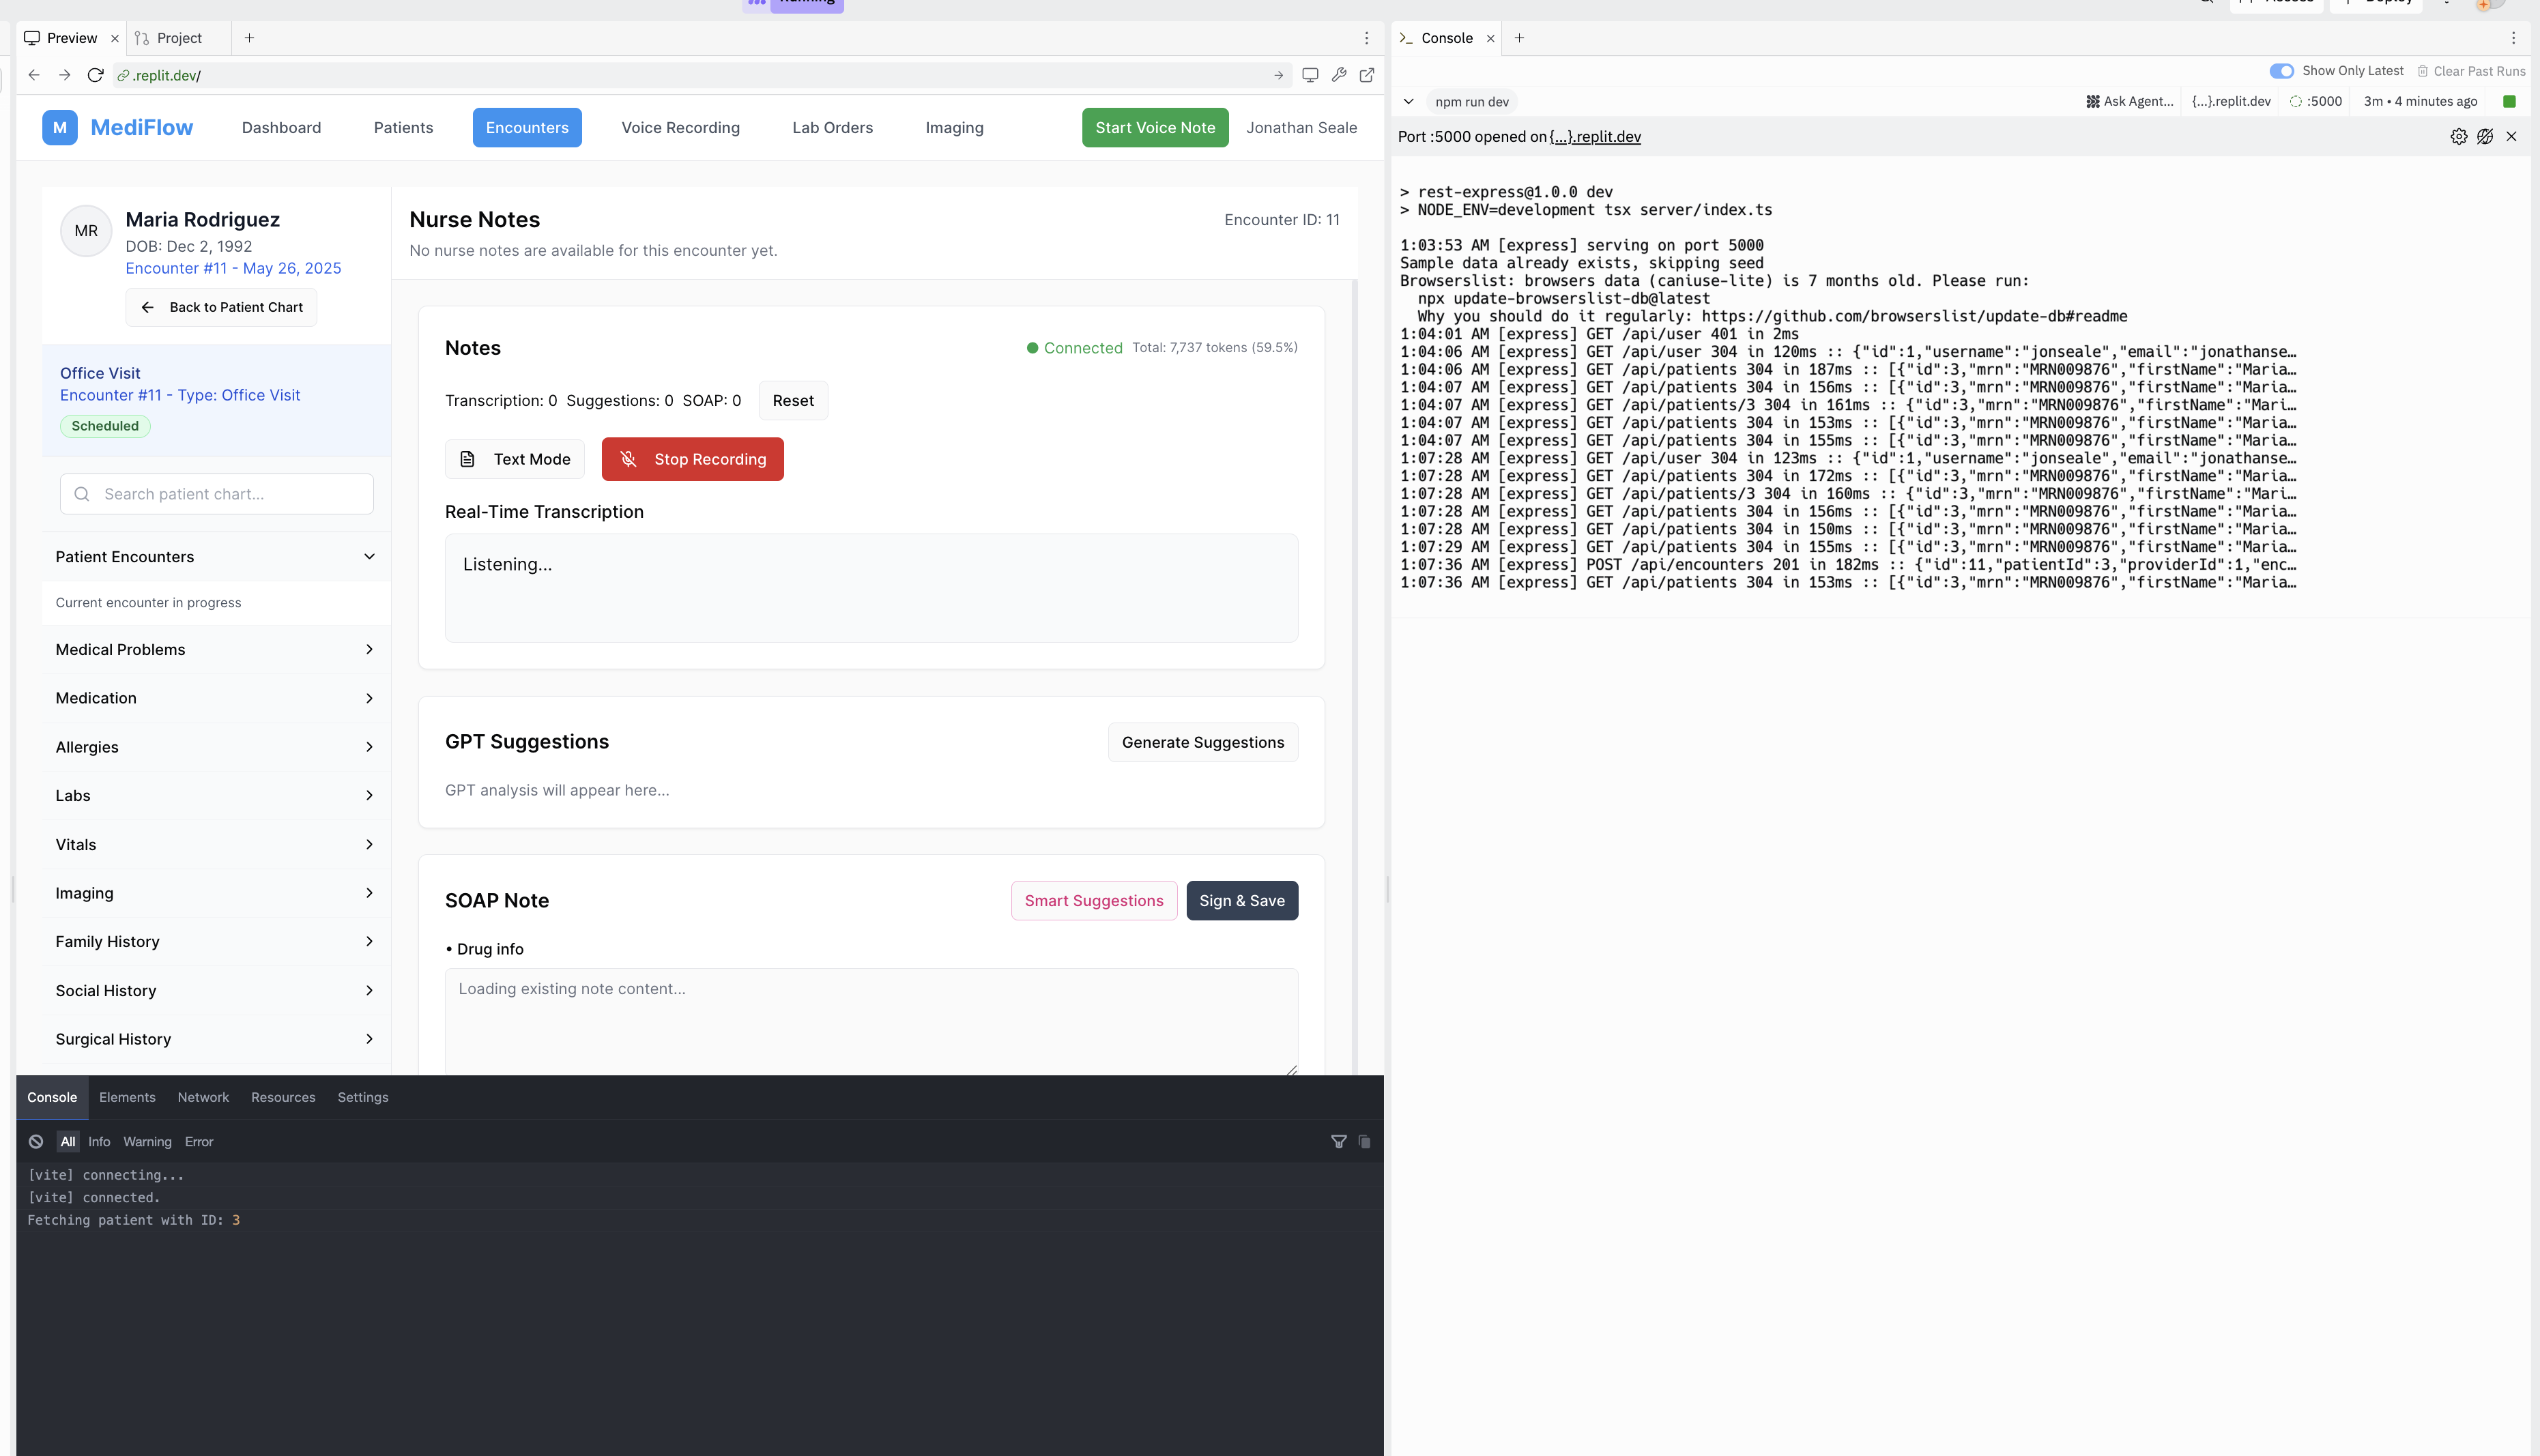 Running
Access
Deploy
Preview
Project
.replit.dev/
M
MediFlow
Dashboard
Patients
Encounters
Voice Recording
Lab Orders
Imaging
Start Voice Note
Jonathan Seale
MR
Maria Rodriguez
DOB: Dec 2, 1992
Encounter #11 - May 26, 2025
Back to Patient Chart
Office Visit
Encounter #11 - Type: Office Visit
Scheduled
Search patient chart...
Patient Encounters
Current encounter in progress
Medical Problems
Medication
Allergies
Labs
Vitals
Imaging
Family History
Social History
Surgical History
Nurse Notes
Encounter ID: 11
No nurse notes are available for this encounter yet.
Notes
Connected Total: 7,737 tokens (59.5%)
Transcription: 0 Suggestions: 0 SOAP: 0 Reset
Text Mode
Stop Recording
Real-Time Transcription
Listening...
GPT Suggestions
Generate Suggestions
GPT analysis will appear here...
SOAP Note
Smart Suggestions
Sign & Save
• Drug info
Loading existing note content...
Console Elements Network Resources Settings
All Info Warning Error
[vite] connecting...
[vite] connected.
Fetching patient with ID: 3
Console
Show Only Latest
Clear Past Runs
npm run dev
Ask Agent...
{...}.replit.dev
:5000
3m • 4 minutes ago
Port :5000 opened on {...}.replit.dev
> rest-express@1.0.0 dev
> NODE_ENV=development tsx server/index.ts
1:03:53 AM [express] serving on port 5000
Sample data already exists, skipping seed
Browserslist: browsers data (caniuse-lite) is 7 months old. Please run:
npx update-browserslist-db@latest
Why you should do it regularly: https://github.com/browserslist/update-db#readme
1:04:01 AM [express] GET /api/user 401 in 2ms
1:04:06 AM [express] GET /api/user 304 in 120ms :: {"id":1,"username":"jonseale","email":"jonathanse…
1:04:06 AM [express] GET /api/patients 304 in 187ms :: [{"id":3,"mrn":"MRN009876","firstName":"Maria…
1:04:07 AM [express] GET /api/patients 304 in 156ms :: [{"id":3,"mrn":"MRN009876","firstName":"Maria…
1:04:07 AM [express] GET /api/patients/3 304 in 161ms :: {"id":3,"mrn":"MRN009876","firstName":"Mari…
1:04:07 AM [express] GET /api/patients 304 in 153ms :: [{"id":3,"mrn":"MRN009876","firstName":"Maria…
1:04:07 AM [express] GET /api/patients 304 in 155ms :: [{"id":3,"mrn":"MRN009876","firstName":"Maria…
1:07:28 AM [express] GET /api/user 304 in 123ms :: {"id":1,"username":"jonseale","email":"jonathanse…
1:07:28 AM [express] GET /api/patients 304 in 172ms :: [{"id":3,"mrn":"MRN009876","firstName":"Maria…
1:07:28 AM [express] GET /api/patients/3 304 in 160ms :: {"id":3,"mrn":"MRN009876","firstName":"Mari…
1:07:28 AM [express] GET /api/patients 304 in 156ms :: [{"id":3,"mrn":"MRN009876","firstName":"Maria…
1:07:28 AM [express] GET /api/patients 304 in 150ms :: [{"id":3,"mrn":"MRN009876","firstName":"Maria…
1:07:29 AM [express] GET /api/patients 304 in 155ms :: [{"id":3,"mrn":"MRN009876","firstName":"Maria…
1:07:36 AM [express] POST /api/encounters 201 in 182ms :: {"id":11,"patientId":3,"providerId":1,"enc…
1:07:36 AM [express] GET /api/patients 304 in 153ms :: [{"id":3,"mrn":"MRN009876","firstName":"Maria…